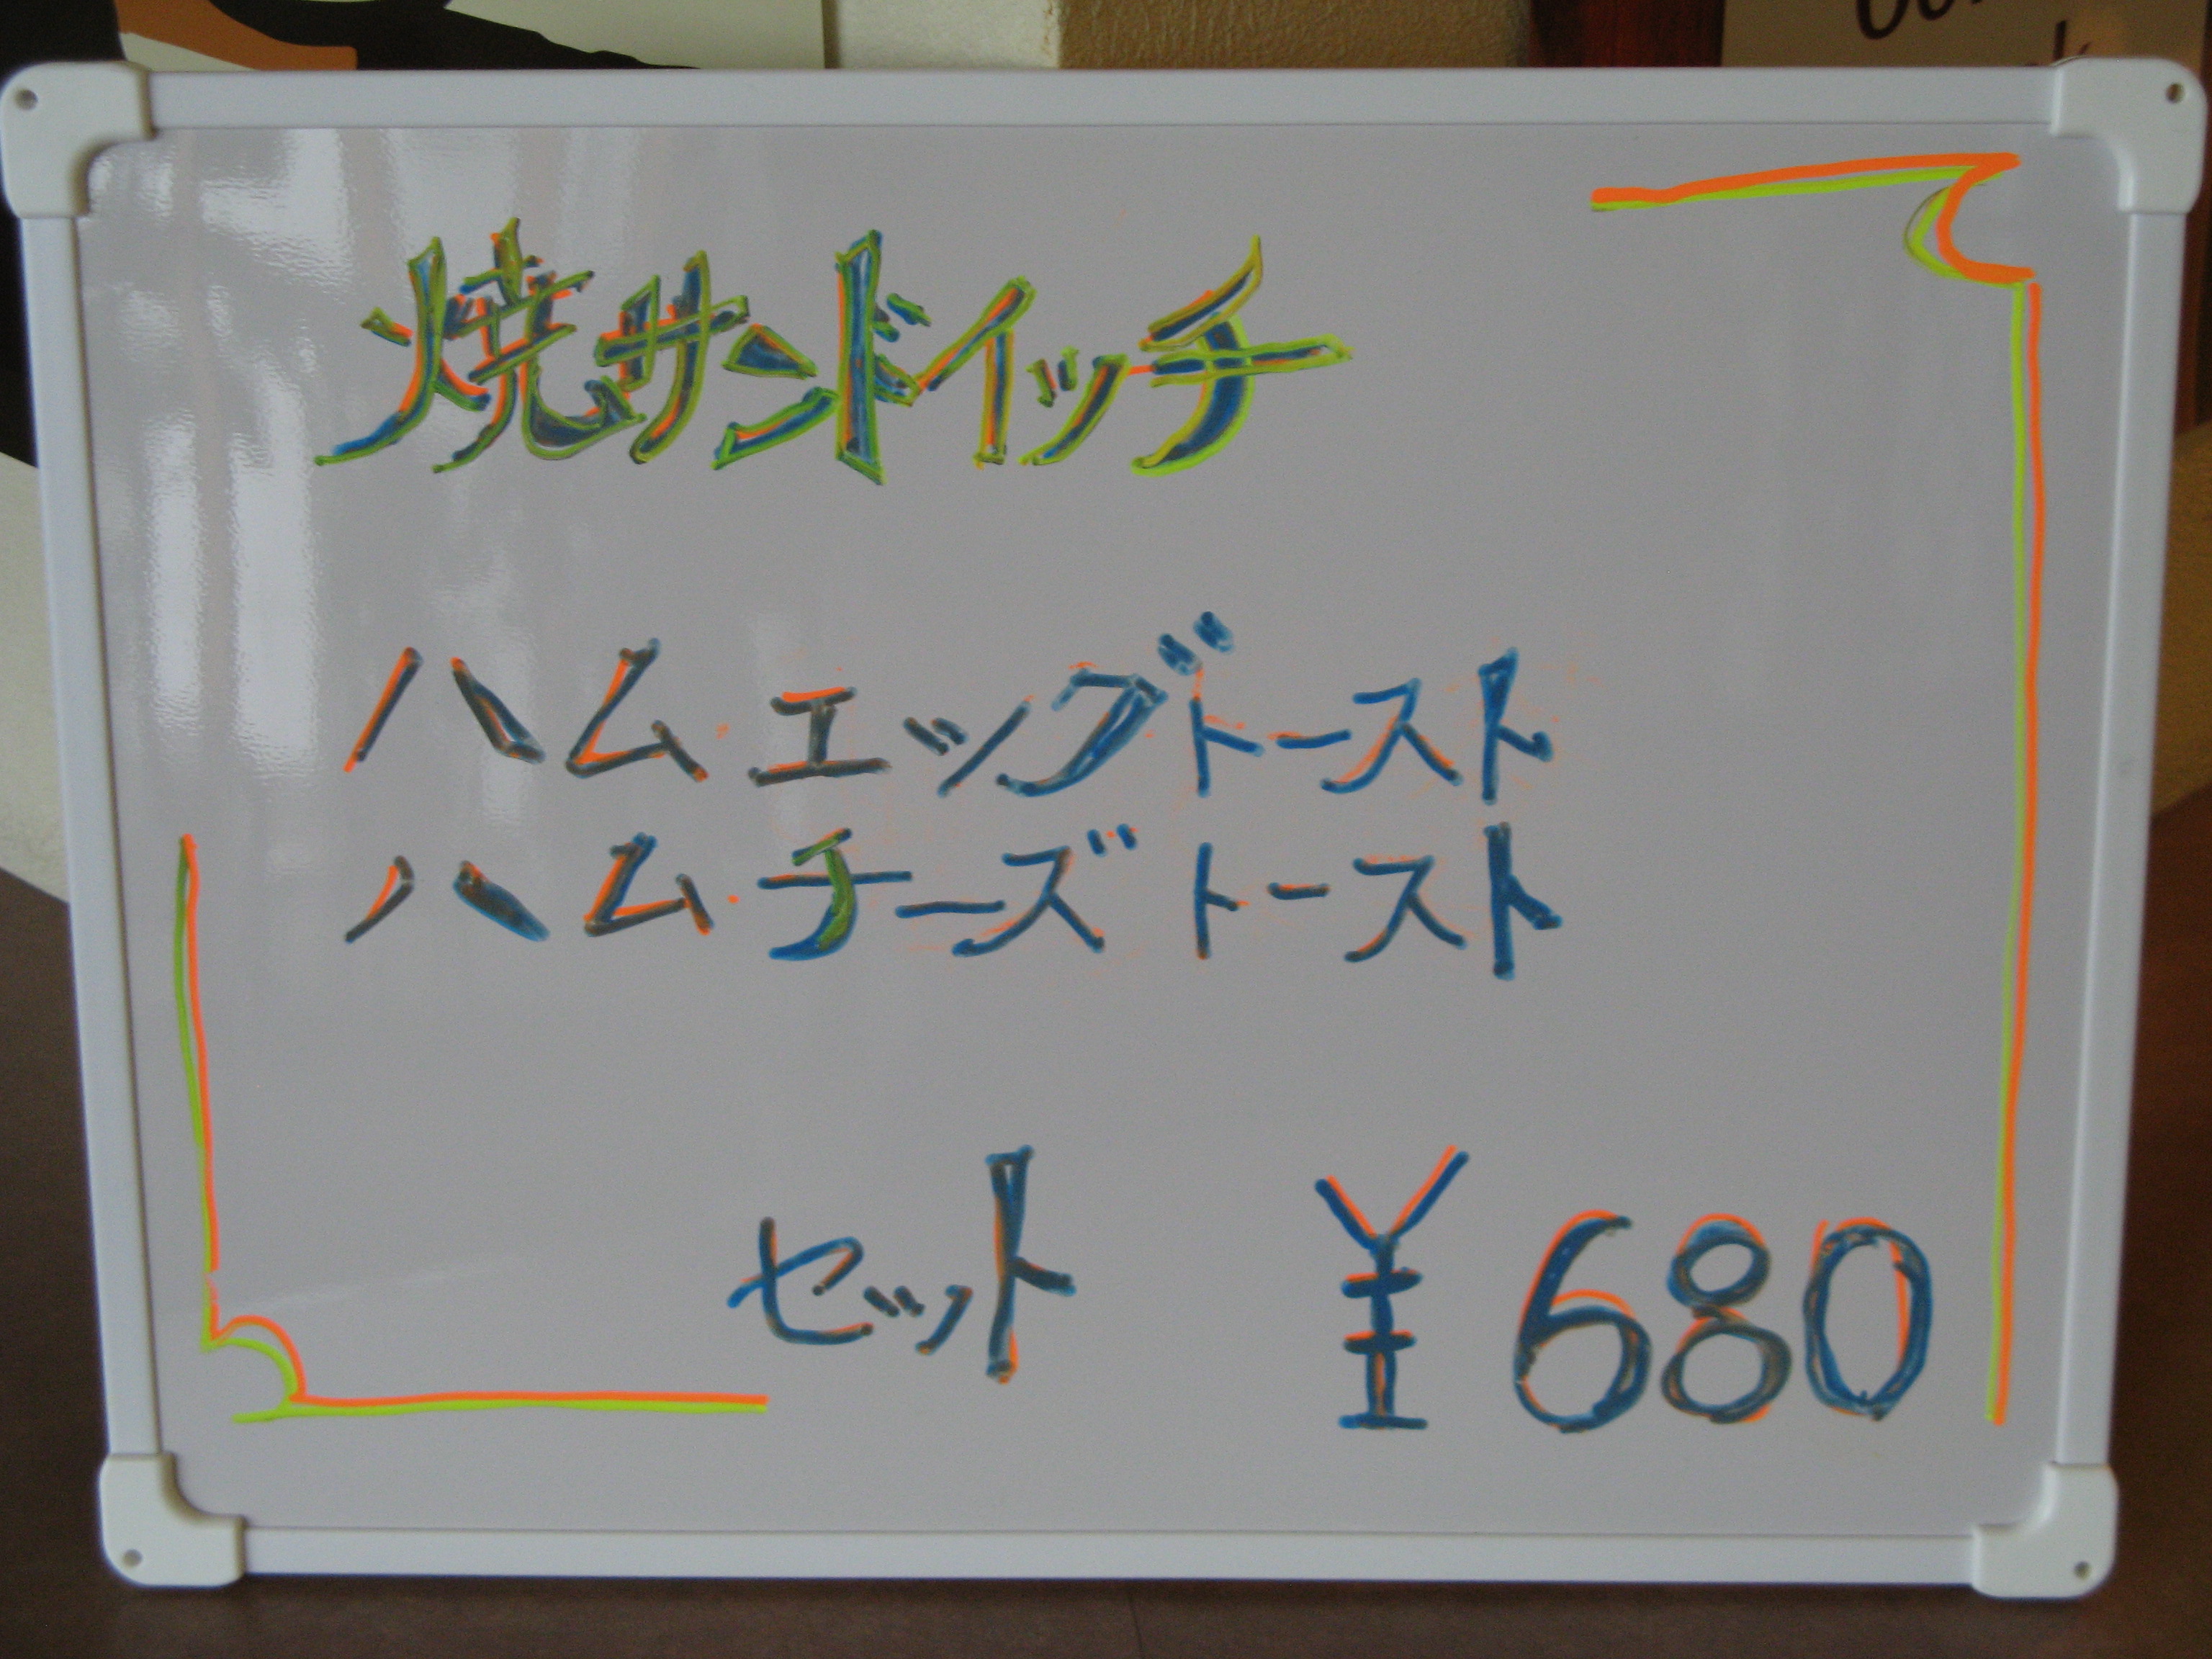 焼サンドイッチ
ハム・エッグトースト
ハム・チーズトースト
セット ¥680